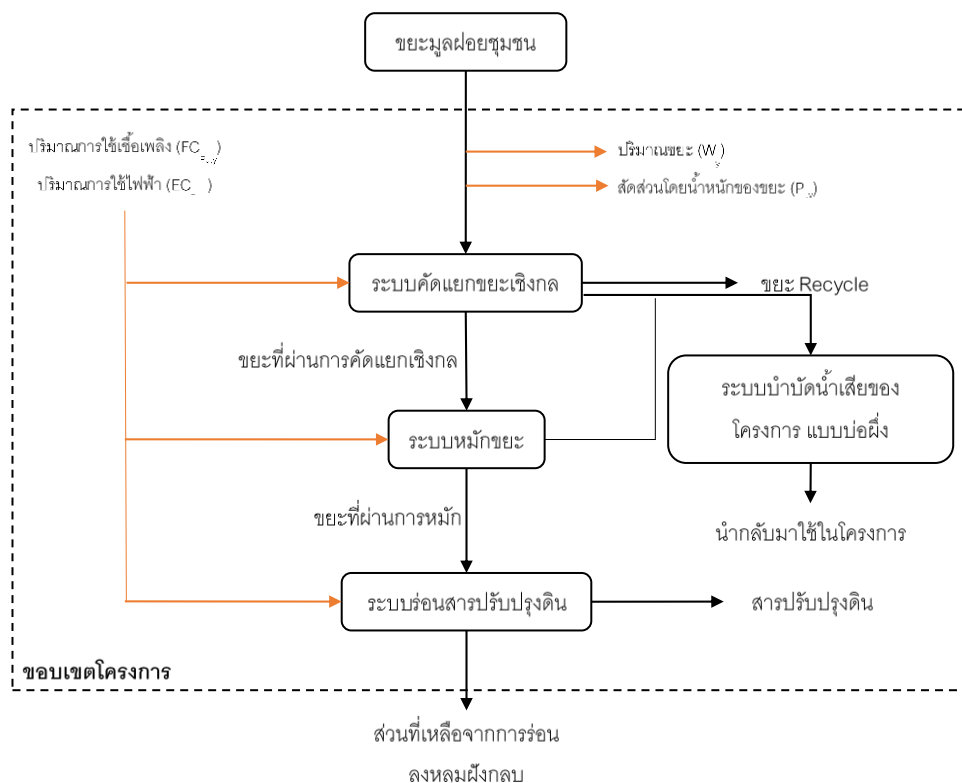 ขยะมูลฝอยชุมชน
ปริมาณการใช้เชื้อเพลิง (FC
ปริมาณขยะ (W
ปริมาณการใช้ไฟฟ้า (EC
สัดส่วนโดยน้ำหนักของขยะ (P
ระบบคัดแยกขยะเชิงกล
ขยะ Recycle
ขยะที่ผ่านการคัดแยกเชิงกล
ระบบบำบัดน้ำเสียของ
โครงการ แบบบ่อผึ่ง
ระบบหมักขยะ
ขยะที่ผ่านการหมัก
นำกลับมาใช้ในโครงการ
ระบบร่อนสารปรับปรุงดิน
สารปรับปรุงดิน
ขอบเขตโครงการ
ส่วนที่เหลือจากการร่อน
ลงหลุมฝังกลบ